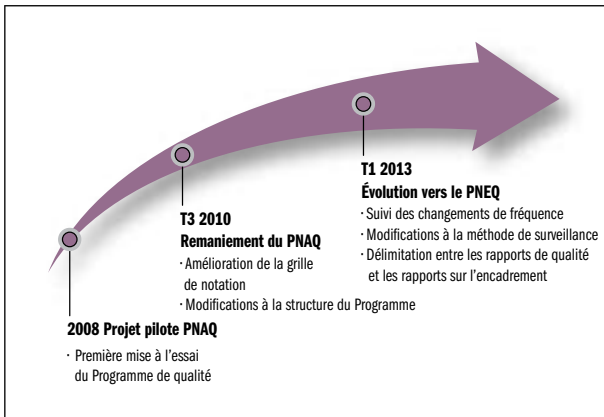 T1 2013
Évolution vers le PNEQ
· Suivi des changements de fréquence
· Modifications à la méthode de surveillance
· Délimitation entre les rapports de qualité
et les rapports sur l'encadrement
T3 2010
Remaniement du PNAQ
· Amélioration de la grille
de notation
· Modifications à la structure du Programme
2008 Projet pilote PNAQ
· Première mise à l'essai
du Programme de qualité